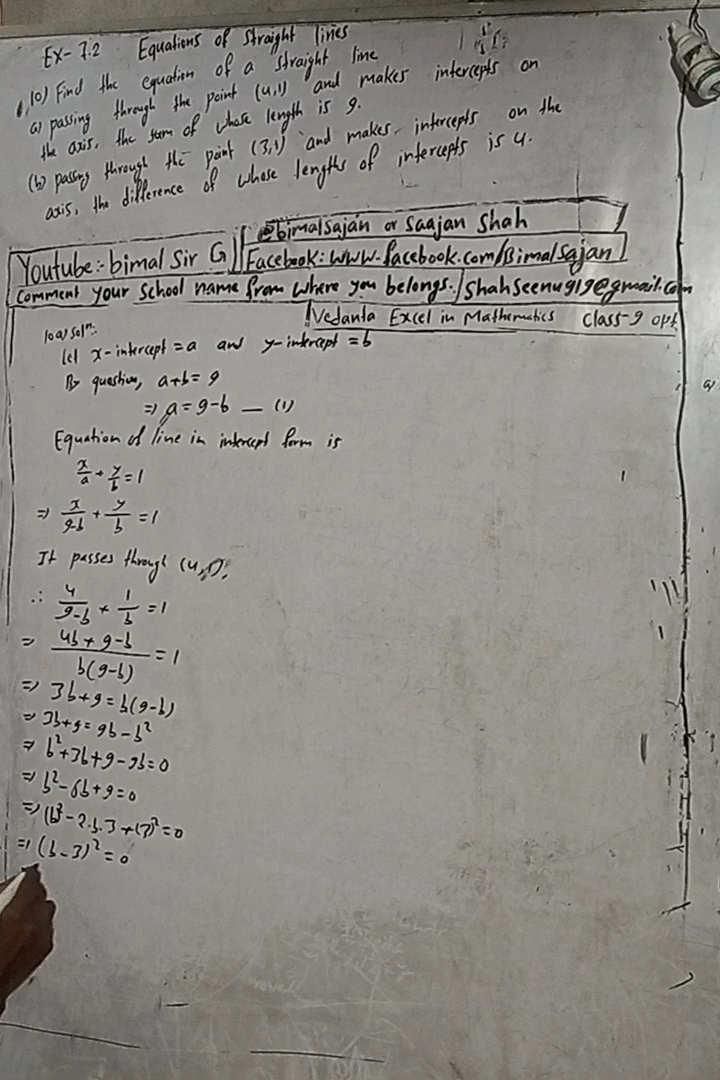 Ex- 7.2 Equations of straight lines
10) Find the equation of a straight line
a) passing through the point (4,1) and makes intercepts on
the axis, the sum of whose length is 9.
(b) passing through the point (3,1) and makes intercepts on the
axis, the difference of whose lengths of intercepts is 4.
@bimalsajan or Saajan Shah
Youtube:- bimal Sir G
Facebook: www.facebook.com/Bimalsajan
Comment your School name from where you belongs.
Shahseenu919@gmail.com
Vedanta Excel in Mathematics Class-9 opt
10a) Solⁿ:
Let x-intercept = a and y-intercept = b
By question, a+b = 9
=> a = 9-b — (1)
Equation of line in intercept form is
x/a + y/b = 1
=> x/9-b + y/b = 1
It passes through (4,1).
∴ 4/9-b + 1/b = 1
=> 4b + 9-b / b(9-b) = 1
=> 3b+9 = b(9-b)
=> 3b+9 = 9b - b²
=> b²+3b+9-9b=0
=> b²-6b+9=0
=> (b)²-2.b.3+(3)²=0
=> (b-3)²=0
a)